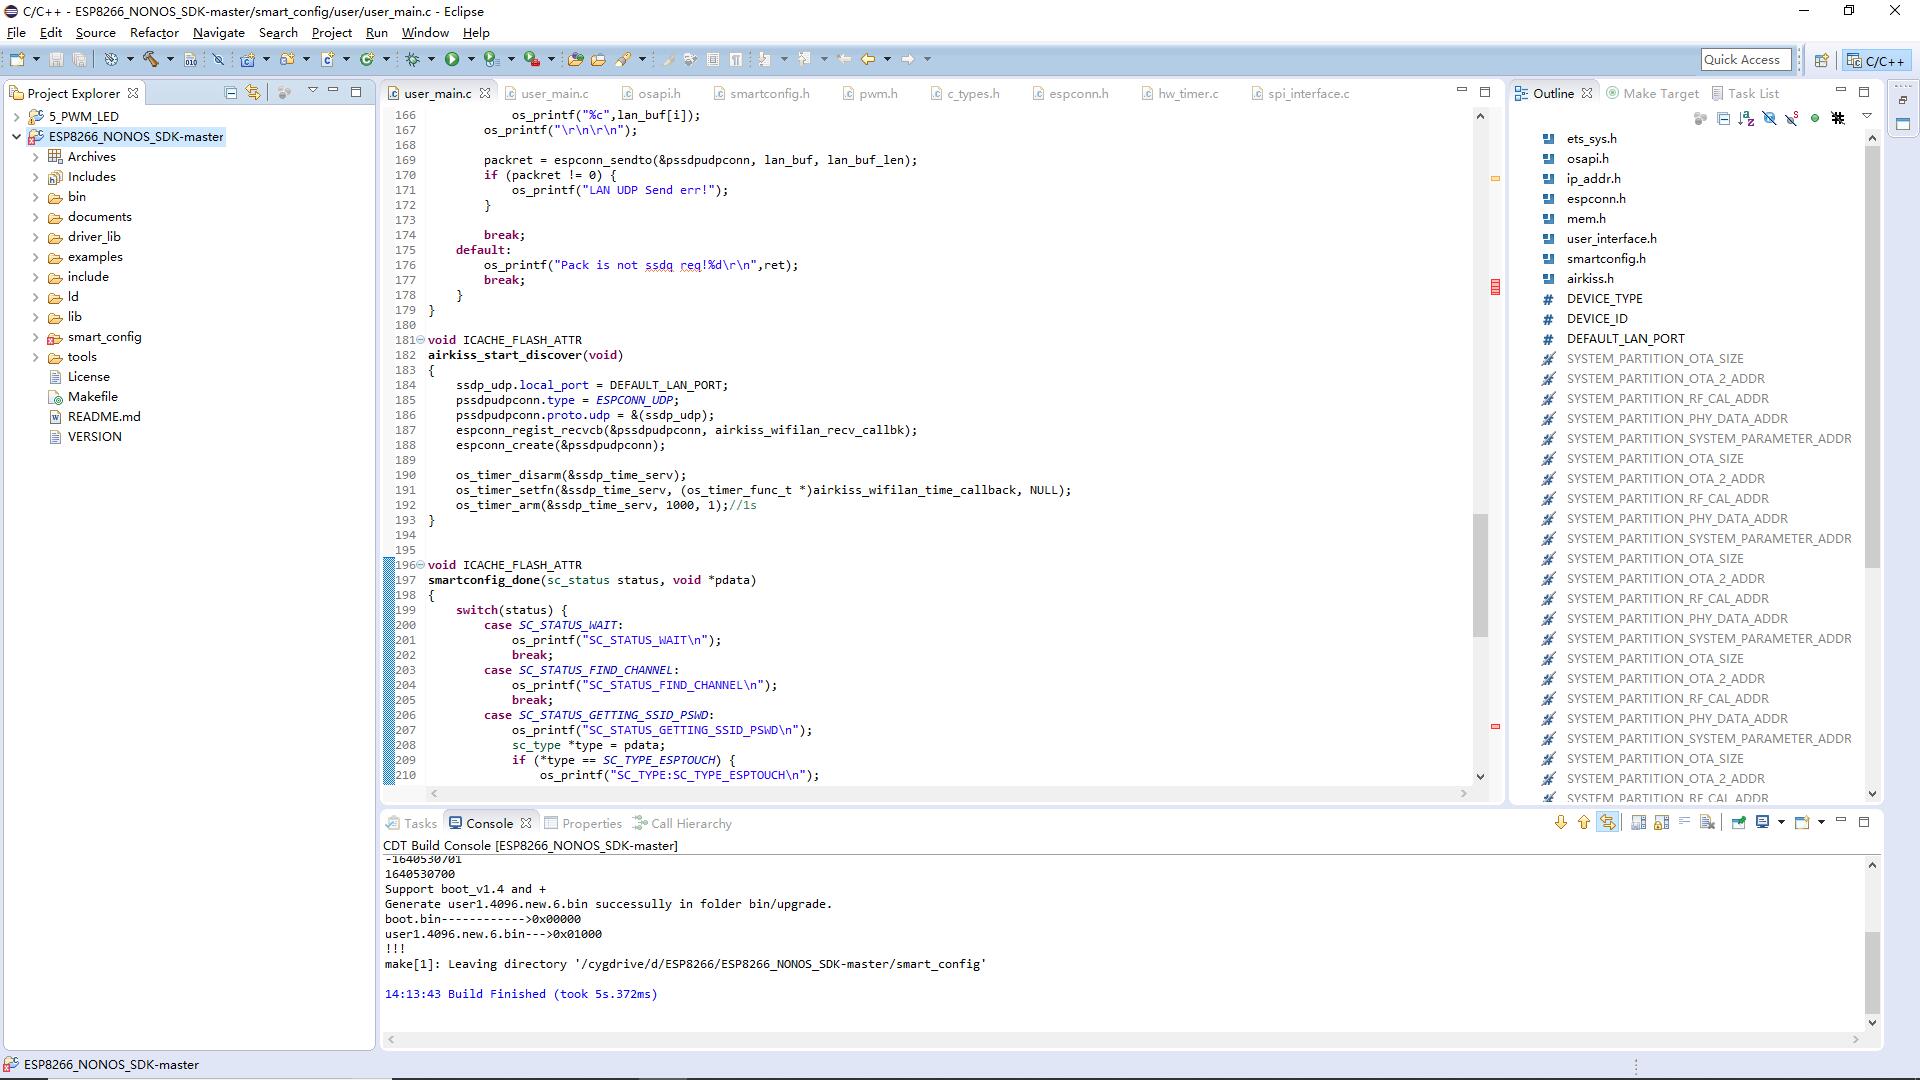 C/C++ - ESP8266_NONOS_SDK-master/smart_config/user/user_main.c - Eclipse
File Edit Source Refactor Navigate Search Project Run Window Help
Quick Access
C/C++
Project Explorer
5_PWM_LED
ESP8266_NONOS_SDK-master
Archives
Includes
bin
documents
driver_lib
examples
include
ld
lib
smart_config
tools
License
Makefile
README.md
VERSION
user_main.c user_main.c osapi.h smartconfig.h pwm.h c_types.h espconn.h hw_timer.c spi_interface.c
166 os_printf("%c",lan_buf[i]);
167 os_printf("\r\n\r\n");
168
169 packret = espconn_sendto(&pssdpudpconn, lan_buf, lan_buf_len);
170 if (packret != 0) {
171 os_printf("LAN UDP Send err!");
172 }
173
174 break;
175 default:
176 os_printf("Pack is not ssdq req!%d\r\n",ret);
177 break;
178 }
179 }
180
181 void ICACHE_FLASH_ATTR
182 airkiss_start_discover(void)
183 {
184 ssdp_udp.local_port = DEFAULT_LAN_PORT;
185 pssdpudpconn.type = ESPCONN_UDP;
186 pssdpudpconn.proto.udp = &(ssdp_udp);
187 espconn_regist_recvcb(&pssdpudpconn, airkiss_wifilan_recv_callbk);
188 espconn_create(&pssdpudpconn);
189
190 os_timer_disarm(&ssdp_time_serv);
191 os_timer_setfn(&ssdp_time_serv, (os_timer_func_t *)airkiss_wifilan_time_callback, NULL);
192 os_timer_arm(&ssdp_time_serv, 1000, 1);//1s
193 }
194
195
196 void ICACHE_FLASH_ATTR
197 smartconfig_done(sc_status status, void *pdata)
198 {
199 switch(status) {
200 case SC_STATUS_WAIT:
201 os_printf("SC_STATUS_WAIT\n");
202 break;
203 case SC_STATUS_FIND_CHANNEL:
204 os_printf("SC_STATUS_FIND_CHANNEL\n");
205 break;
206 case SC_STATUS_GETTING_SSID_PSWD:
207 os_printf("SC_STATUS_GETTING_SSID_PSWD\n");
208 sc_type *type = pdata;
209 if (*type == SC_TYPE_ESPTOUCH) {
210 os_printf("SC_TYPE:SC_TYPE_ESPTOUCH\n");
Outline Make Target Task List
ets_sys.h
osapi.h
ip_addr.h
espconn.h
mem.h
user_interface.h
smartconfig.h
airkiss.h
DEVICE_TYPE
DEVICE_ID
DEFAULT_LAN_PORT
SYSTEM_PARTITION_OTA_SIZE
SYSTEM_PARTITION_OTA_2_ADDR
SYSTEM_PARTITION_RF_CAL_ADDR
SYSTEM_PARTITION_PHY_DATA_ADDR
SYSTEM_PARTITION_SYSTEM_PARAMETER_ADDR
SYSTEM_PARTITION_OTA_SIZE
SYSTEM_PARTITION_OTA_2_ADDR
SYSTEM_PARTITION_RF_CAL_ADDR
SYSTEM_PARTITION_PHY_DATA_ADDR
SYSTEM_PARTITION_SYSTEM_PARAMETER_ADDR
SYSTEM_PARTITION_OTA_SIZE
SYSTEM_PARTITION_OTA_2_ADDR
SYSTEM_PARTITION_RF_CAL_ADDR
SYSTEM_PARTITION_PHY_DATA_ADDR
SYSTEM_PARTITION_SYSTEM_PARAMETER_ADDR
SYSTEM_PARTITION_OTA_SIZE
SYSTEM_PARTITION_OTA_2_ADDR
SYSTEM_PARTITION_RF_CAL_ADDR
SYSTEM_PARTITION_PHY_DATA_ADDR
SYSTEM_PARTITION_SYSTEM_PARAMETER_ADDR
SYSTEM_PARTITION_OTA_SIZE
SYSTEM_PARTITION_OTA_2_ADDR
SYSTEM_PARTITION_RF_CAL_ADDR
Tasks Console Properties Call Hierarchy
CDT Build Console [ESP8266_NONOS_SDK-master]
-1640530701
1640530700
Support boot_v1.4 and +
Generate user1.4096.new.6.bin successully in folder bin/upgrade.
boot.bin------------>0x00000
user1.4096.new.6.bin--->0x01000
!!!
make[1]: Leaving directory '/cygdrive/d/ESP8266/ESP8266_NONOS_SDK-master/smart_config'
14:13:43 Build Finished (took 5s.372ms)
ESP8266_NONOS_SDK-master